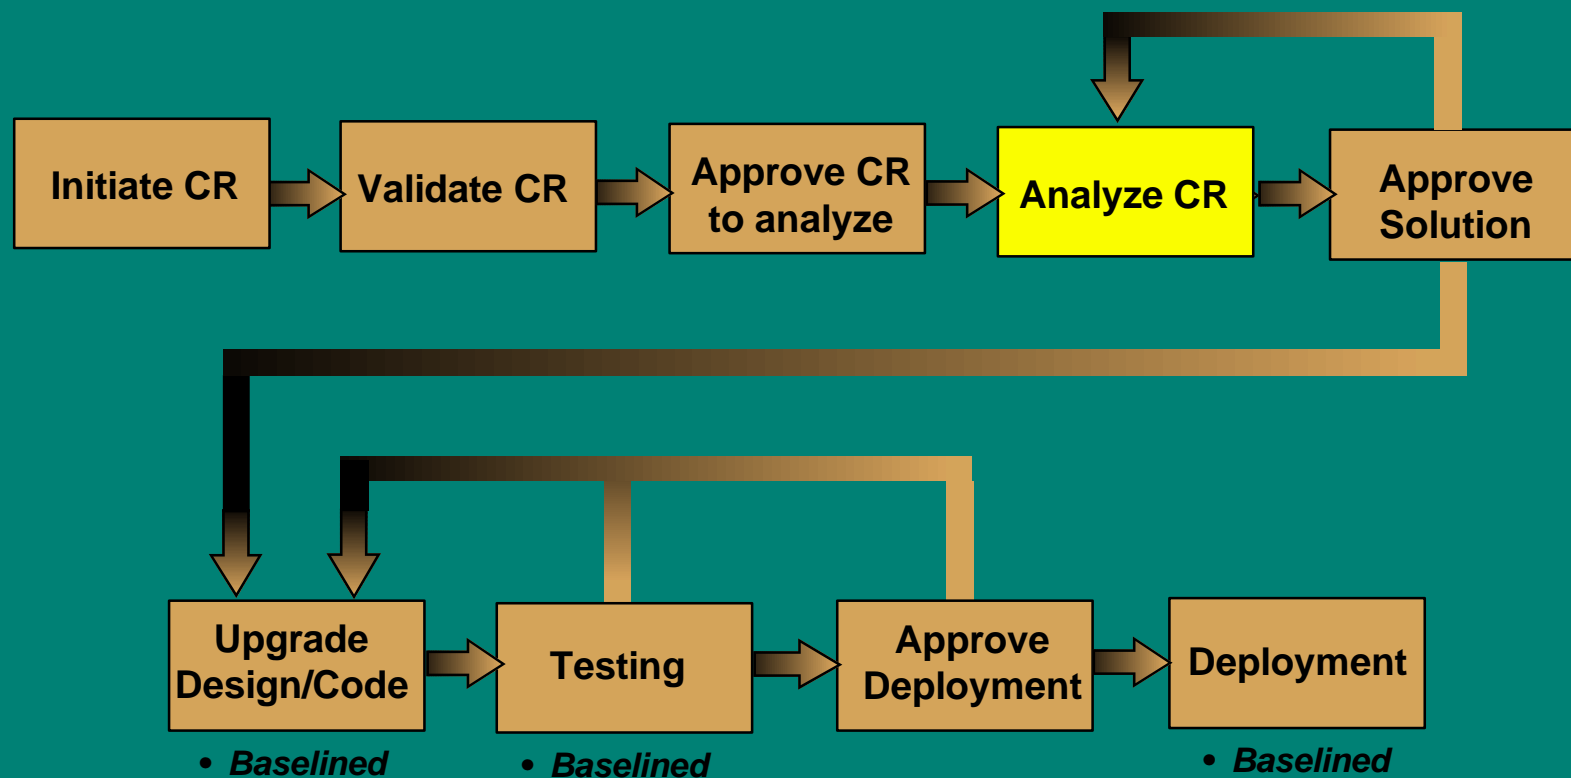 Initiate CR
Validate CR
Approve CR
to analyze
Analyze CR
Approve
Solution
Upgrade
Design/Code
Testing
Approve
Deployment
Deployment
• Baselined
• Baselined
• Baselined